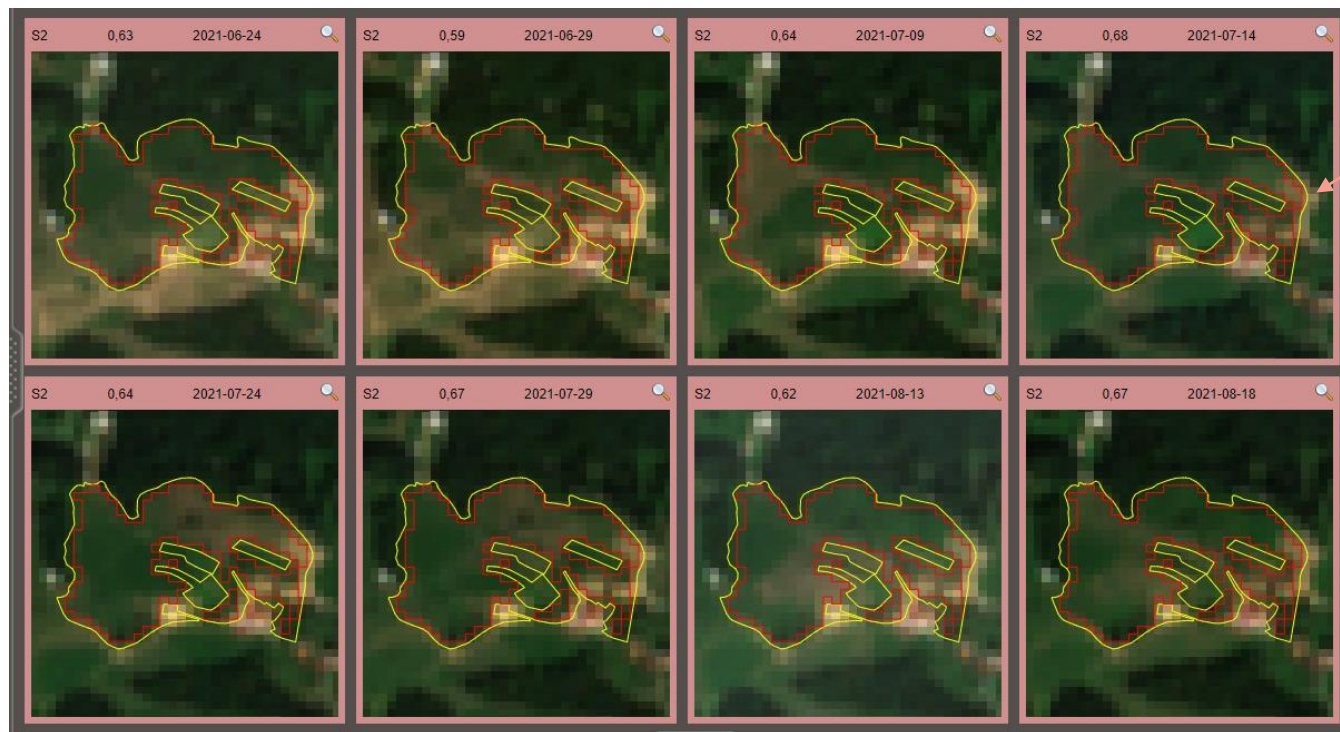 S2 0,63 2021-06-24
S2 0,59 2021-06-29
S2 0,64 2021-07-09
S2 0,68 2021-07-14
S2 0,64 2021-07-24
S2 0,67 2021-07-29
S2 0,62 2021-08-13
S2 0,67 2021-08-18